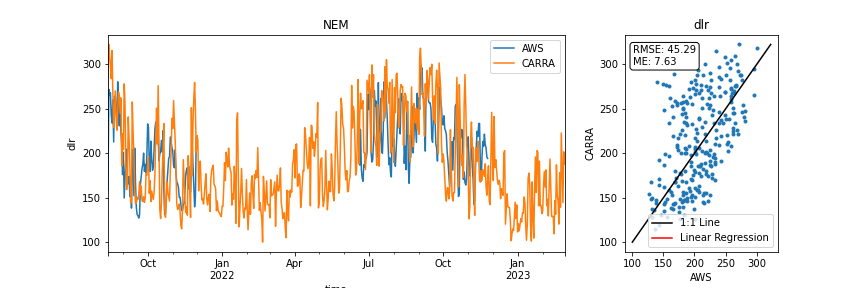 NEM
dlr
AWS
CARRA
300
250
200
150
100
dlr
Oct
Jan
2022
Apr
Jul
Oct
Jan
2023
time
RMSE: 45.29
ME: 7.63
300
250
200
150
100
CARRA
1:1 Line
Linear Regression
100
150
200
250
300
AWS